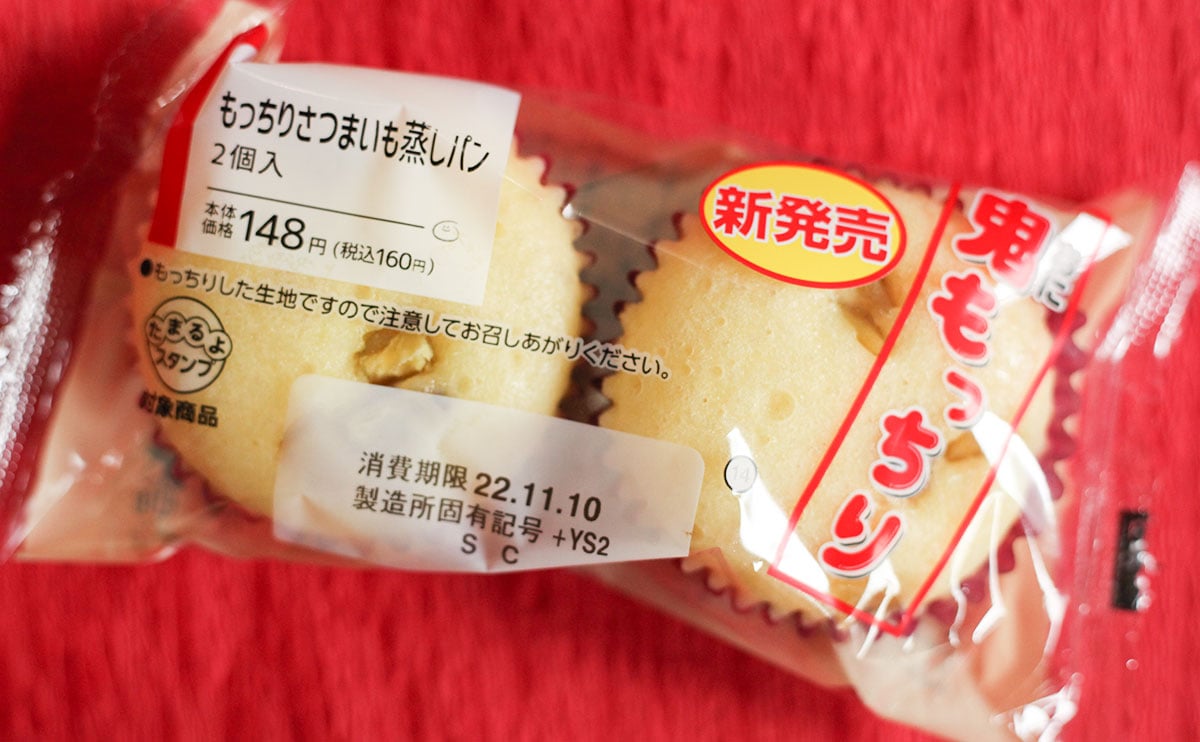 もっちりさつまいも蒸しパン
2個入
本体
価格 148円(税込160円)
●もっちりした生地ですので注意してお召しあがりください。
たまるよ
スタンプ
対象商品
消費期限 22.11.10
製造所固有記号 +YS2
S C
新発売
鬼もっちり
14